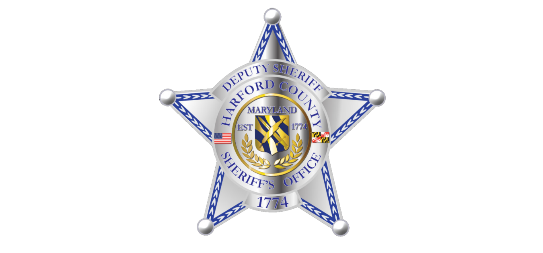 DEPUTY SHERIFF
HARFORD COUNTY
MARYLAND
EST 1774
SHERIFF'S OFFICE
1774